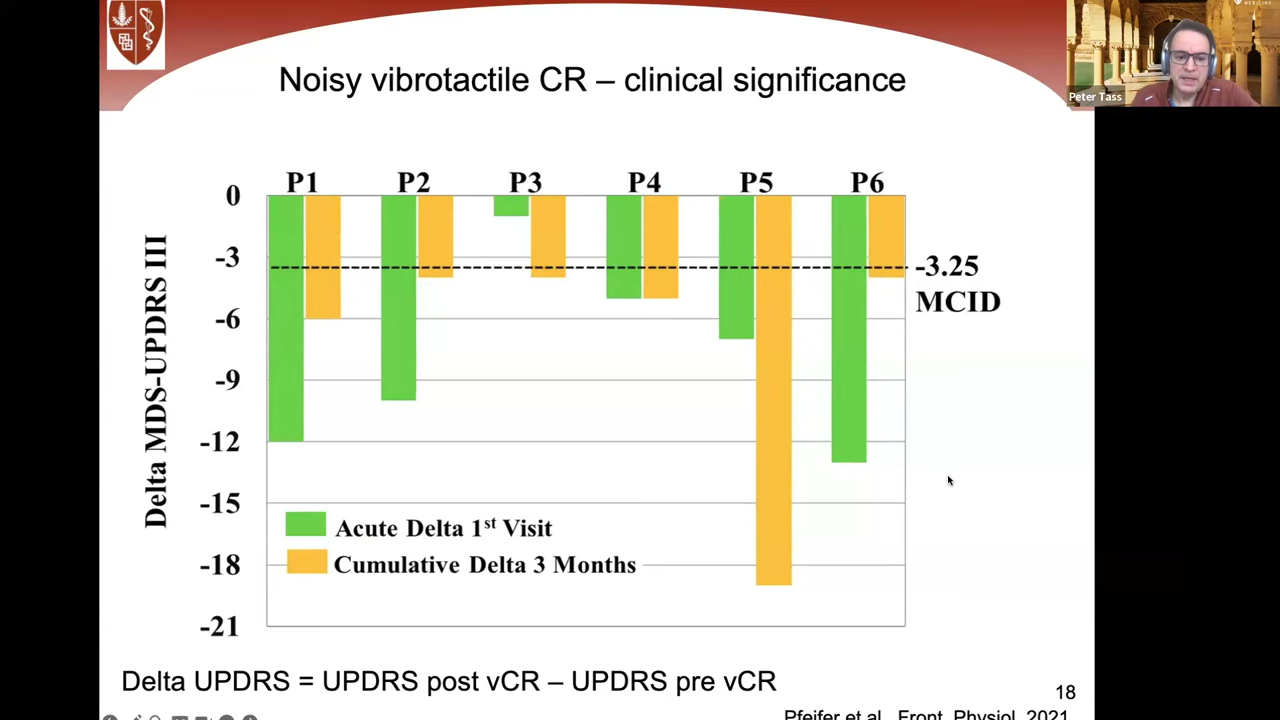 Noisy vibrotactile CR – clinical significance
Peter Tass
P1 P2 P3 P4 P5 P6
0
-3
-6
-9
-12
-15
-18
-21
Delta MDS-UPDRS III
-3.25
MCID
Acute Delta 1st Visit
Cumulative Delta 3 Months
Delta UPDRS = UPDRS post vCR – UPDRS pre vCR
18
Pfeifer et al., Front. Physiol. 2021